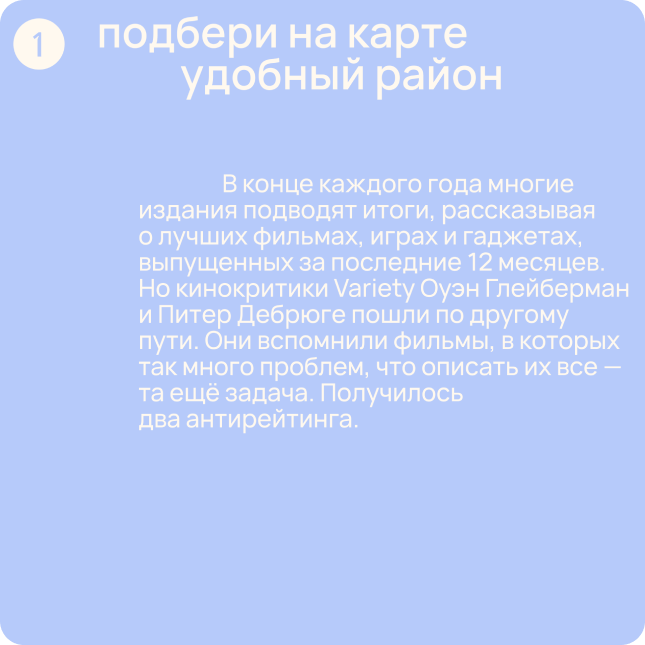 1
подбери на карте
удобный район
В конце каждого года многие
издания подводят итоги, рассказывая
о лучших фильмах, играх и гаджетах,
выпущенных за последние 12 месяцев.
Но кинокритики Variety Оуэн Глейберман
и Питер Дебрюге пошли по другому
пути. Они вспомнили фильмы, в которых
так много проблем, что описать их все —
та ещё задача. Получилось
два антирейтинга.